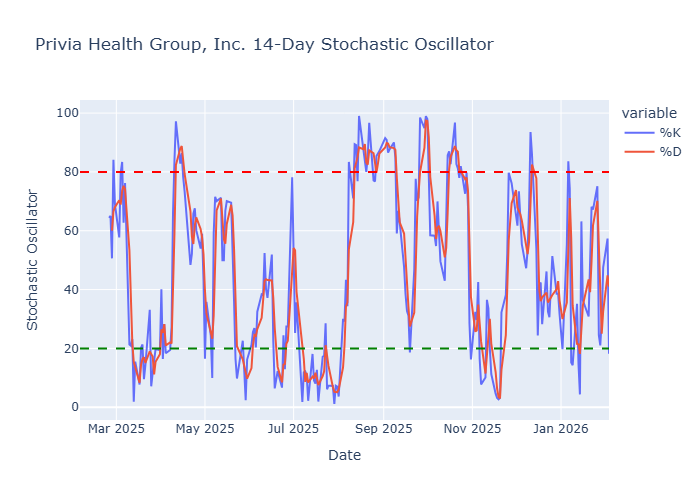 Privia Health Group, Inc. 14-Day Stochastic Oscillator
variable
%K
%D
Stochastic Oscillator
100
80
60
40
20
0
Mar 2025
May 2025
Jul 2025
Sep 2025
Nov 2025
Jan 2026
Date